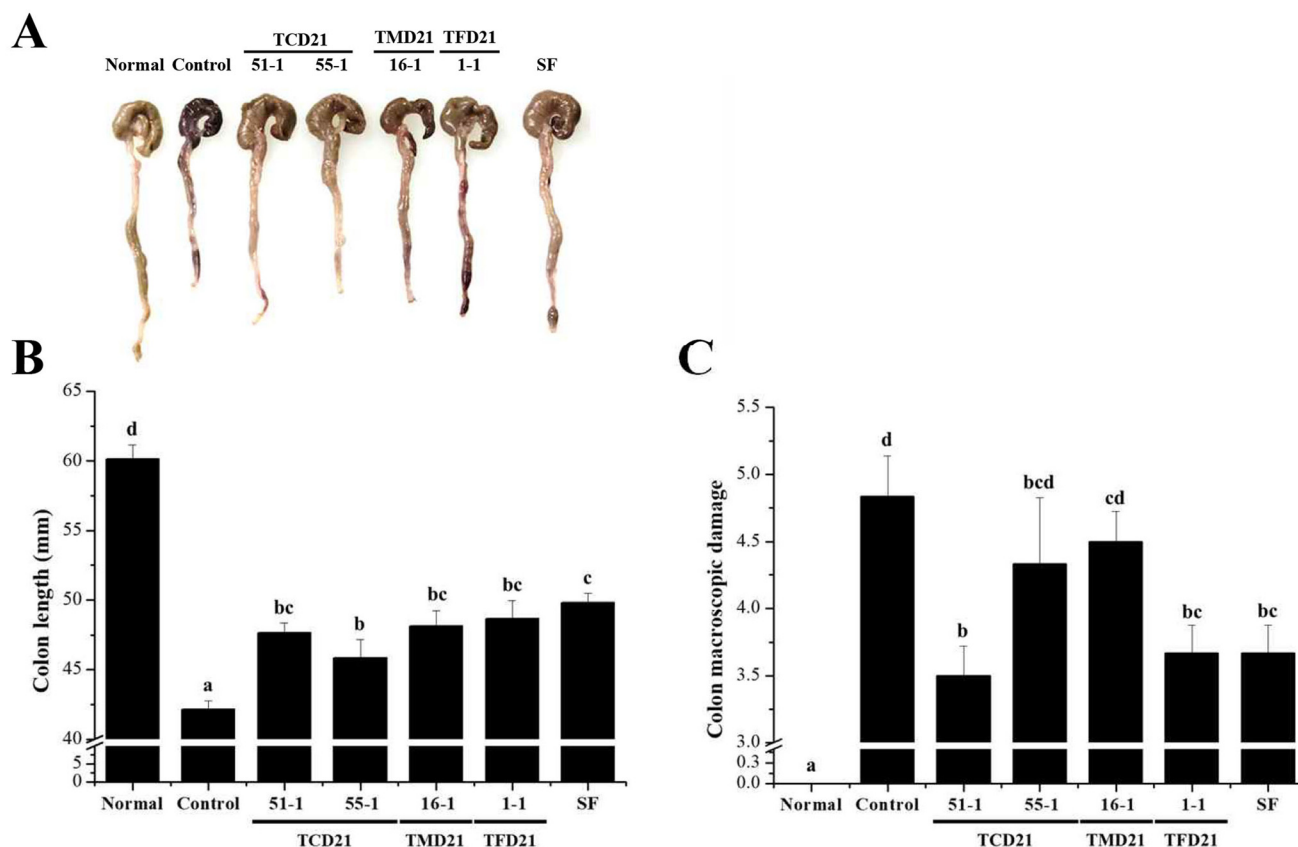 A
TCD21 TMD21 TFD21
Normal Control 51-1 55-1 16-1 1-1 SF
B
65
60
55
50
45
40
5
0
Colon length (mm)
d
a
bc
b
bc
bc
c
Normal Control 51-1 55-1 16-1 1-1 SF
TCD21 TMD21 TFD21
C
5.5
5.0
4.5
4.0
3.5
3.0
0.3
0.0
Colon macroscopic damage
a
d
b
bcd
cd
bc
bc
Normal Control 51-1 55-1 16-1 1-1 SF
TCD21 TMD21 TFD21